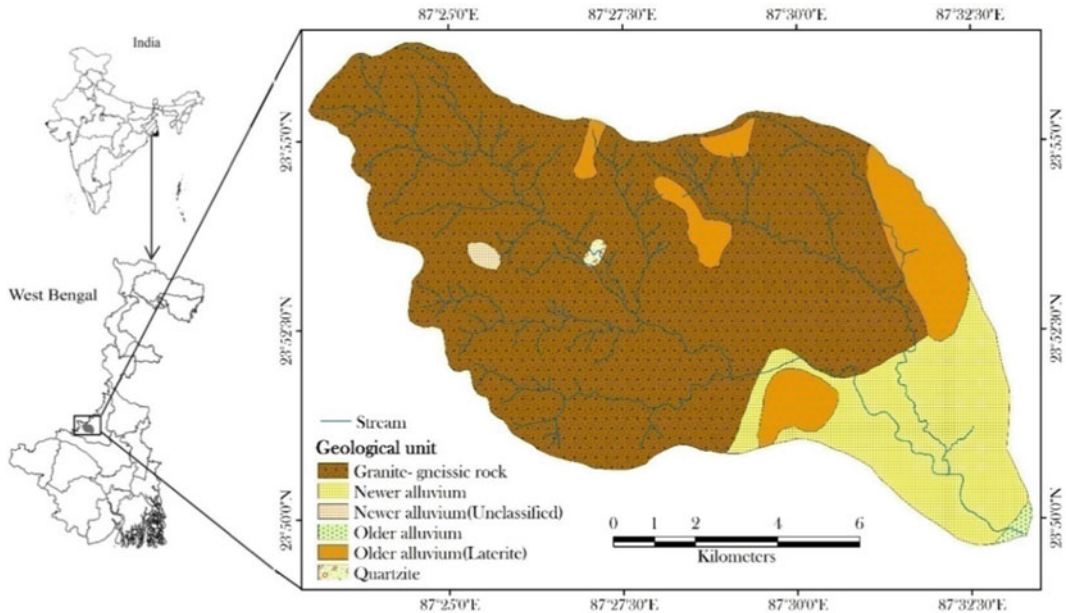 87°25'0"E 87°27'30"E 87°30'0"E 87°32'30"E
India
23°55'0"N 23°55'0"N
West Bengal
23°52'30"N 23°52'30"N
Stream
Geological unit
Granite- gneissic rock
Newer alluvium
Newer alluvium(Unclassified)
Older alluvium
Older alluvium(Laterite)
Quartzite
0 1 2 4 6
Kilometers
23°50'0"N 23°50'0"N
87°25'0"E 87°27'30"E 87°30'0"E 87°32'30"E